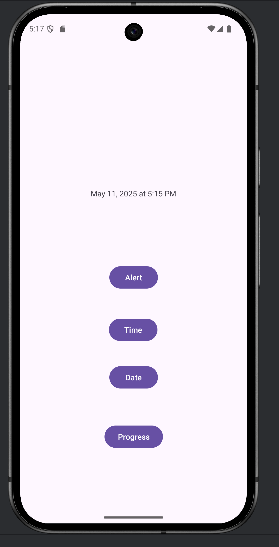 5:17
May 11, 2025 at 5:15 PM
Alert
Time
Date
Progress